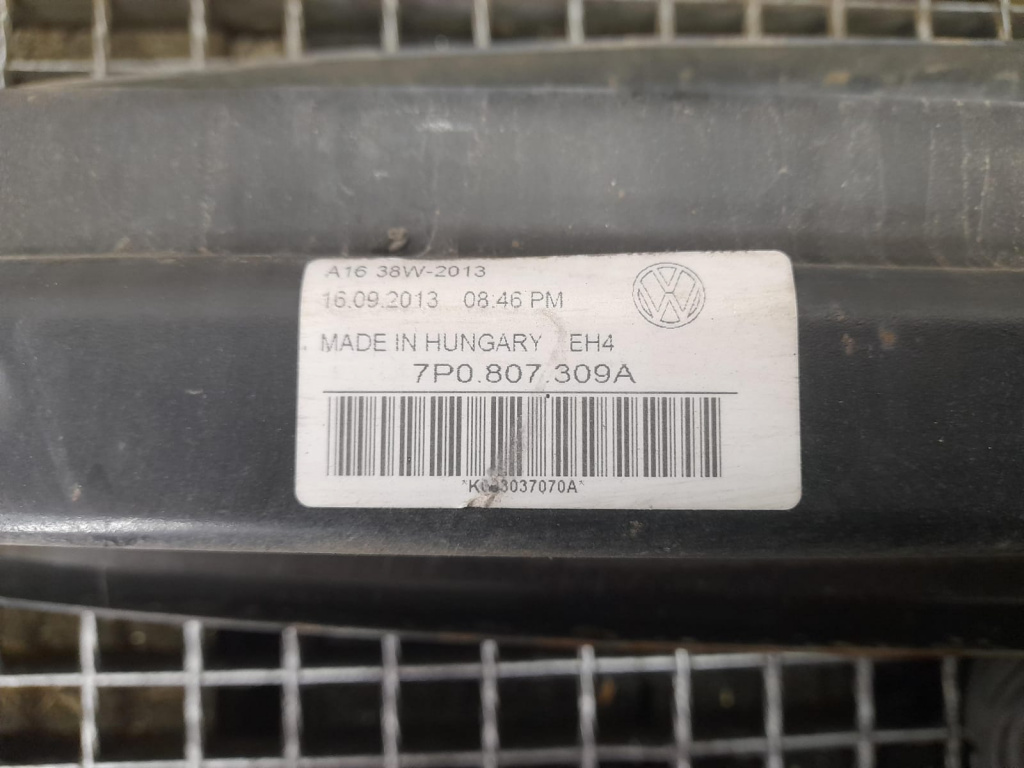 A16 38W-2013
16.09.2013 08:46 PM
MADE IN HUNGARY EH4
7P0.807.309A